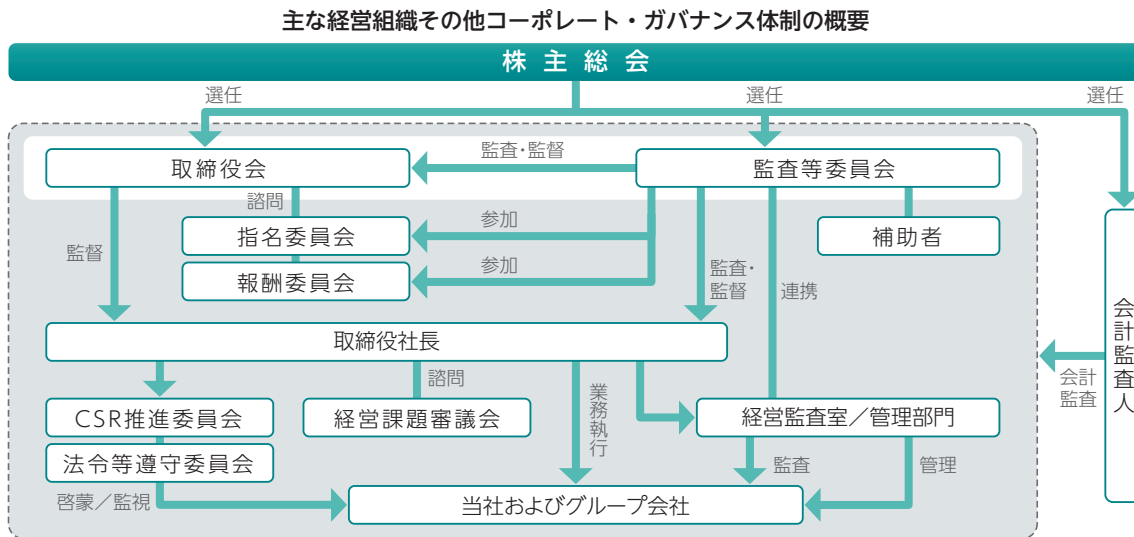 主な経営組織その他コーポレート・ガバナンス体制の概要
株主総会
選任
選任
選任
取締役会
監査・監督
監査等委員会
諮問
指名委員会
参加
補助者
監督
報酬委員会
参加
監査・
監督
連携
取締役社長
会計監査人
会計
監査
諮問
業務執行
CSR推進委員会
経営課題審議会
経営監査室／管理部門
法令等遵守委員会
監査
管理
啓蒙／監視
当社およびグループ会社